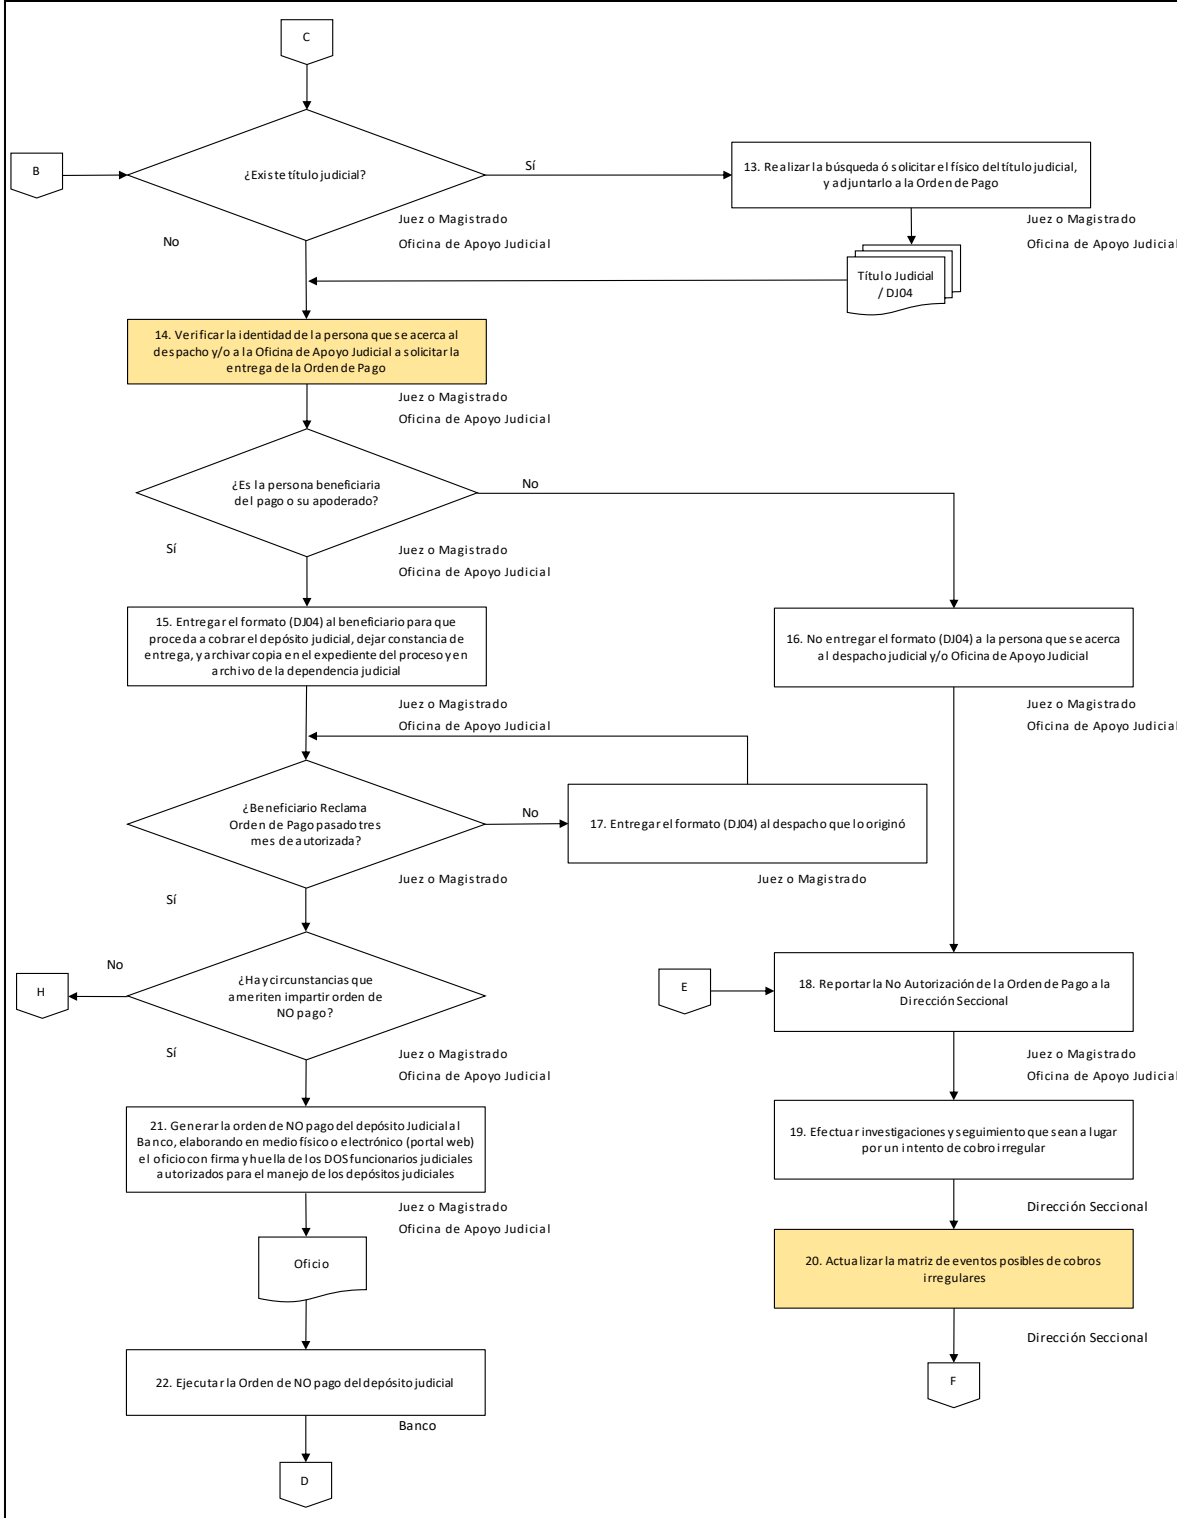 C
B
¿Existe título judicial?
Sí
13. Realizar la búsqueda ó solicitar el físico del título judicial,
y adjuntarlo a la Orden de Pago
Juez o Magistrado
Oficina de Apoyo Judicial
Juez o Magistrado
Oficina de Apoyo Judicial
No
Título Judicial
/ DJ04
14. Verificar la identidad de la persona que se acerca al
despacho y/o a la Oficina de Apoyo Judicial a solicitar la
entrega de la Orden de Pago
Juez o Magistrado
Oficina de Apoyo Judicial
¿Es la persona beneficiaria
del pago o su apoderado?
No
Sí
Juez o Magistrado
Oficina de Apoyo Judicial
15. Entregar el formato (DJ04) al beneficiario para que
proceda a cobrar el depósito judicial, dejar constancia de
entrega, y archivar copia en el expediente del proceso y en
archivo de la dependencia judicial
16. No entregar el formato (DJ04) a la persona que se acerca
al despacho judicial y/o Oficina de Apoyo Judicial
Juez o Magistrado
Oficina de Apoyo Judicial
Juez o Magistrado
Oficina de Apoyo Judicial
¿Beneficiario Reclama
Orden de Pago pasado tres
mes de autorizada?
No
17. Entregar el formato (DJ04) al despacho que lo originó
Juez o Magistrado
Juez o Magistrado
Sí
¿Hay circunstancias que
ameriten impartir orden de
NO pago?
No
H
E
18. Reportar la No Autorización de la Orden de Pago a la
Dirección Seccional
Sí
Juez o Magistrado
Oficina de Apoyo Judicial
Juez o Magistrado
Oficina de Apoyo Judicial
21. Generar la orden de NO pago del depósito Judicial al
Banco, elaborando en medio físico o electrónico (portal web)
el oficio con firma y huella de los DOS funcionarios judiciales
autorizados para el manejo de los depósitos judiciales
19. Efectuar investigaciones y seguimiento que sean a lugar
por un intento de cobro irregular
Juez o Magistrado
Oficina de Apoyo Judicial
Dirección Seccional
Oficio
20. Actualizar la matriz de eventos posibles de cobros
irregulares
Dirección Seccional
22. Ejecutar la Orden de NO pago del depósito judicial
F
Banco
D